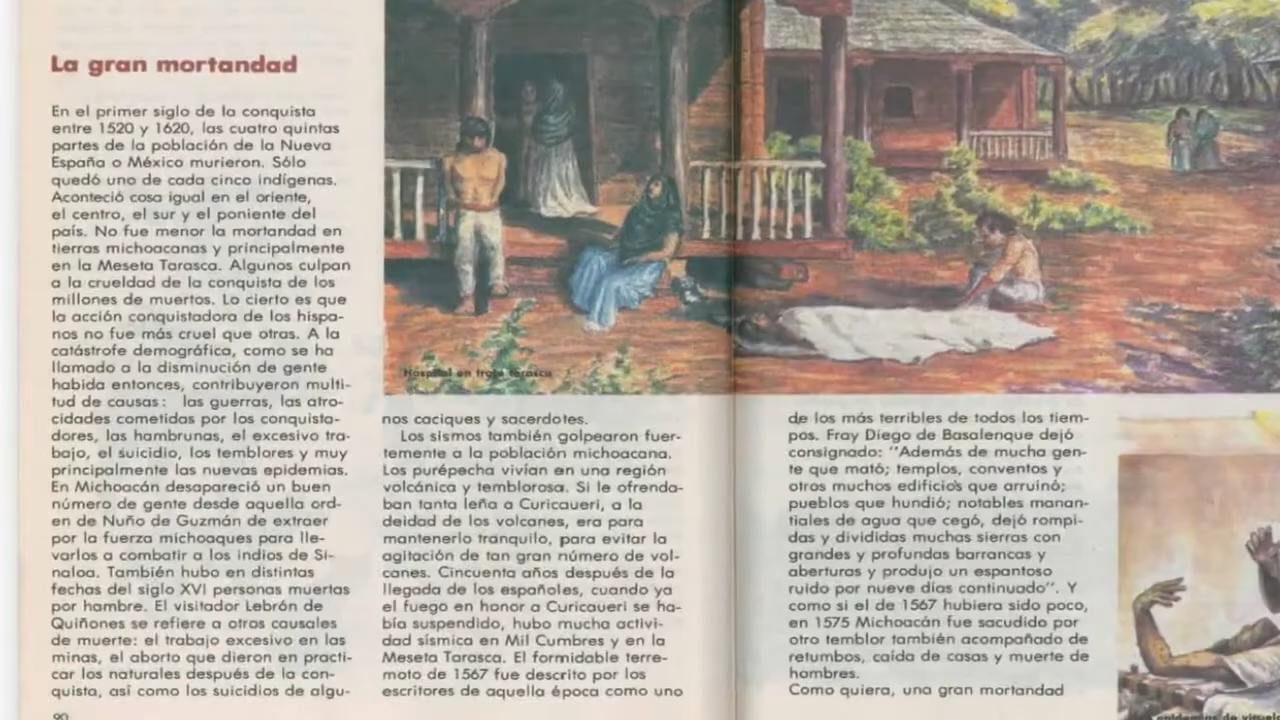 La gran mortandad
En el primer siglo de la conquista
entre 1520 y 1620, las cuatro quintas
partes de la población de la Nueva
España o México murieron. Sólo
quedó uno de cada cinco indígenas.
Aconteció cosa igual en el oriente,
el centro, el sur y el poniente del
país. No fue menor la mortandad en
tierras michoacanas y principalmente
en la Meseta Tarasca. Algunos culpan
a la crueldad de la conquista de los
millones de muertos. Lo cierto es que
la acción conquistadora de los hispa-
nos no fue más cruel que otras. A la
catástrofe demográfica, como se ha
llamado a la disminución de gente
habida entonces, contribuyeron multi-
tud de causas: las guerras, las atro-
cidades cometidas por los conquista-
dores, las hambrunas, el excesivo tra-
bajo, el suicidio, los temblores y muy
principalmente las nuevas epidemias.
En Michoacán desapareció un buen
número de gente desde aquella ord-
en de Nuño de Guzmán de extraer
por la fuerza michoaques para lle-
varlos a combatir a los indios de Si-
naloa. También hubo en distintas
fechas del siglo XVI personas muertas
por hambre. El visitador Lebrón de
Quiñones se refiere a otros causales
de muerte: el trabajo excesivo en las
minas, el aborto que dieron en practi-
car los naturales después de la con-
quista, así como los suicidios de algu-
90
Hospital en traje tarasco
nos caciques y sacerdotes.
Los sismos también golpearon fuer-
temente a la población michoacana.
Los purépecha vivían en una región
volcánica y temblorosa. Si le ofrenda-
ban tanta leña a Curicaueri, a la
deidad de los volcanes, era para
mantenerlo tranquilo, para evitar la
agitación de tan gran número de vol-
canes. Cincuenta años después de la
llegada de los españoles, cuando ya
el fuego en honor a Curicaueri se ha-
bía suspendido, hubo mucha activi-
dad sísmica en Mil Cumbres y en la
Meseta Tarasca. El formidable terre-
moto de 1567 fue descrito por los
escritores de aquella época como uno
de los más terribles de todos los tiem-
pos. Fray Diego de Basalenque dejó
consignado: "Además de mucha gen-
te que mató; templos, conventos y
otros muchos edificios que arruinó;
pueblos que hundió; notables manan-
tiales de agua que cegó, dejó rompi-
das y divididas muchas sierras con
grandes y profundas barrancas y
aberturas y produjo un espantoso
ruido por nueve días continuado". Y
como si el de 1567 hubiera sido poco,
en 1575 Michoacán fue sacudido por
otro temblor también acompañado de
retumbos, caída de casas y muerte de
hombres.
Como quiera, una gran mortandad
epidemias de viruela